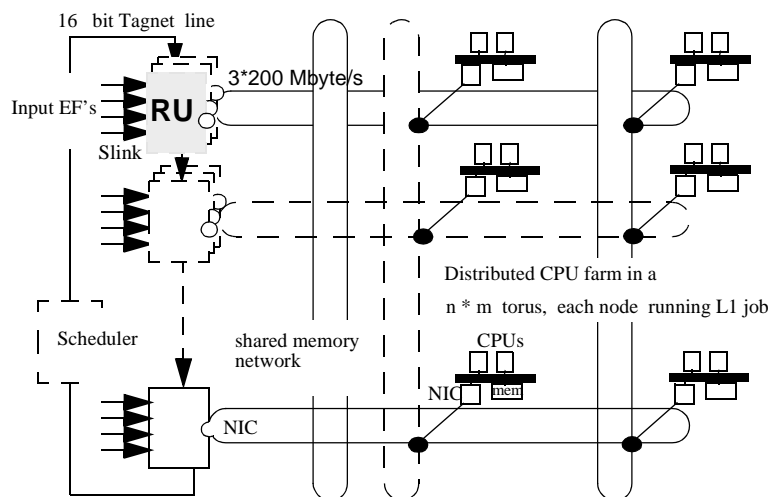 16 bit Tagnet line
3*200 Mbyte/s
Input EF's
RU
Slink
Distributed CPU farm in a
n * m torus, each node running L1 job
Scheduler
shared memory
network
CPUs
NIC
mem
NIC